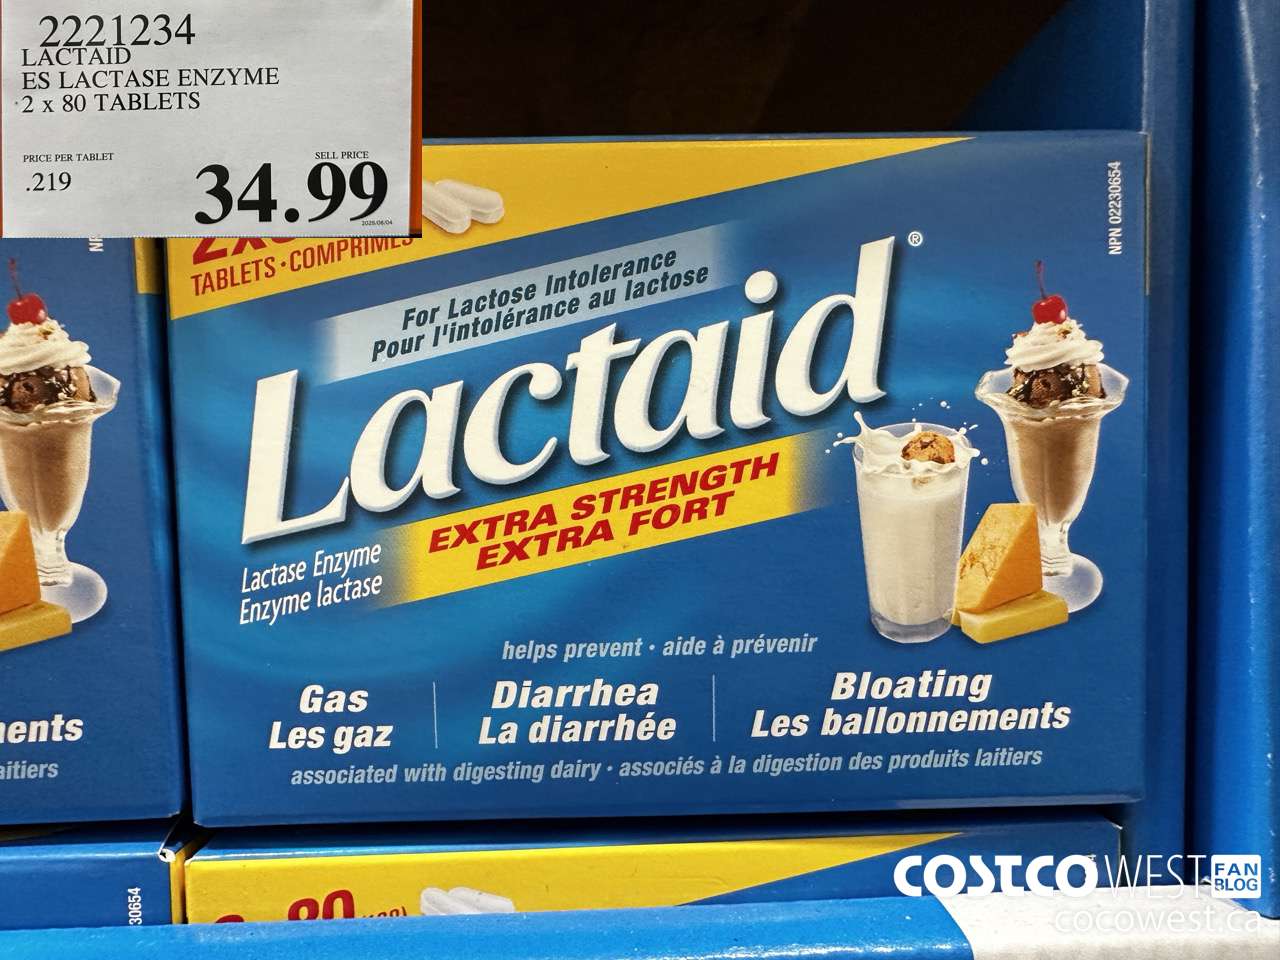 2221234
LACTAID
ES LACTASE ENZYME
2 x 80 TABLETS
PRICE PER TABLET
.219
SELL PRICE
34.99
TABLETS · COMPRIMÉS
For Lactose Intolerance
Pour l'intolérance au lactose
Lactaid®
EXTRA STRENGTH
EXTRA FORT
Lactase Enzyme
Enzyme lactase
helps prevent · aide à prévenir
Gas
Les gaz
Diarrhea
La diarrhée
Bloating
Les ballonnements
associated with digesting dairy · associés à la digestion des produits laitiers
NPN 02230654
ents
aitiers
30654
COSTCO WEST FAN BLOG
cocowest.ca